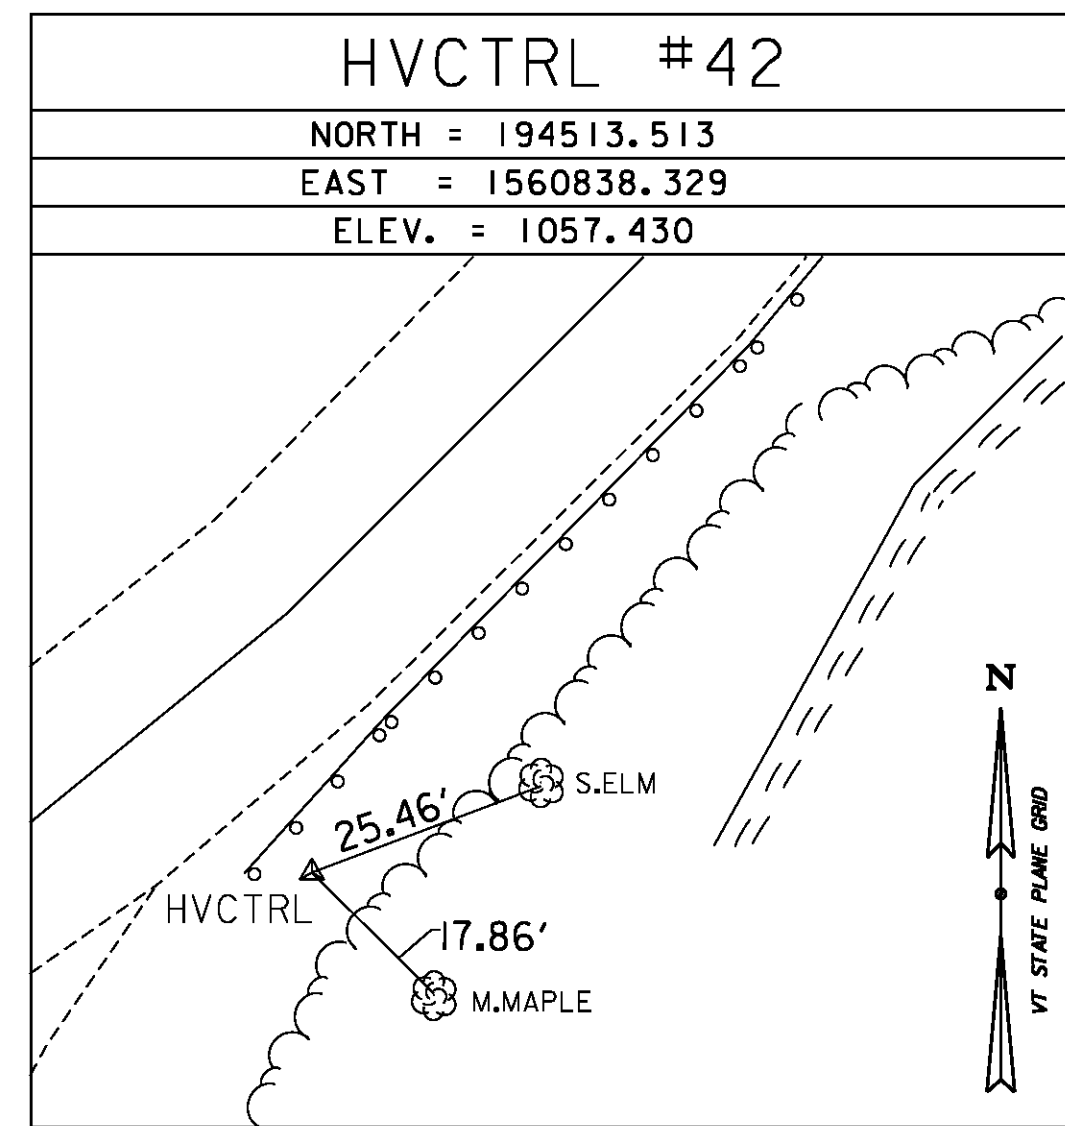 HVCTRL #42
NORTH = 194513.513
EAST = 1560838.329
ELEV. = 1057.430
N
S.ELM
25.46'
VT STATE PLANE GRID
HVCTRL
17.86'
M.MAPLE